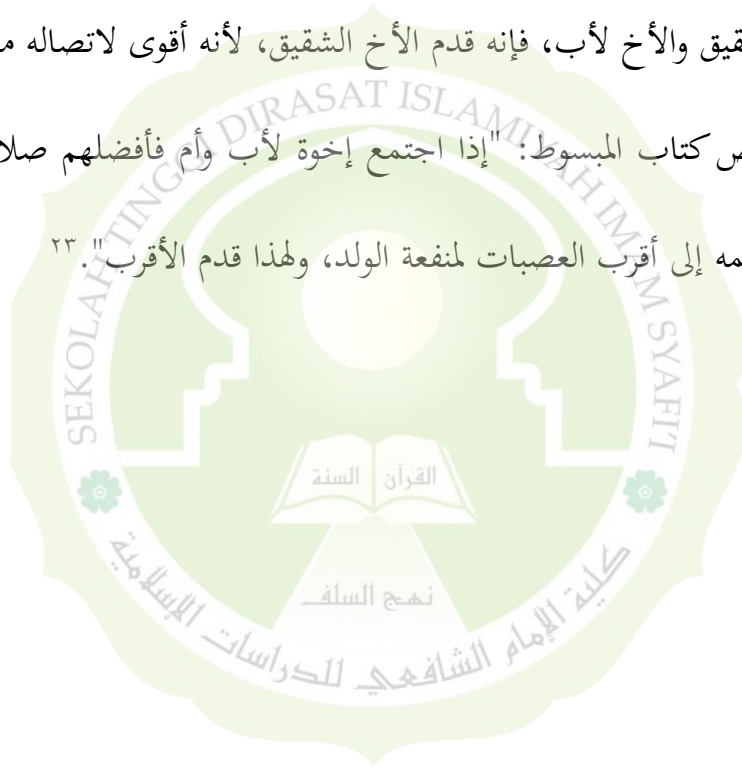 قيق والأخ لأب، فإنه قدم الأخ الشقيق، لأنه أقوى لاتصاله م
ص كتاب المبسوط: "إذا اجتمع إخوة لأب وأم فأفضلهم صلا
مه إلى أقرب العصبات لمنفعة الولد، ولهذا قدم الأقرب".٢٣
SEKOLAH TINGGI DIRASAT ISLAMIYAH IMAM SYAFI'I
القرآن السنة
نهج السلف
كلية الإمام الشافعي للدراسات الإسلامية